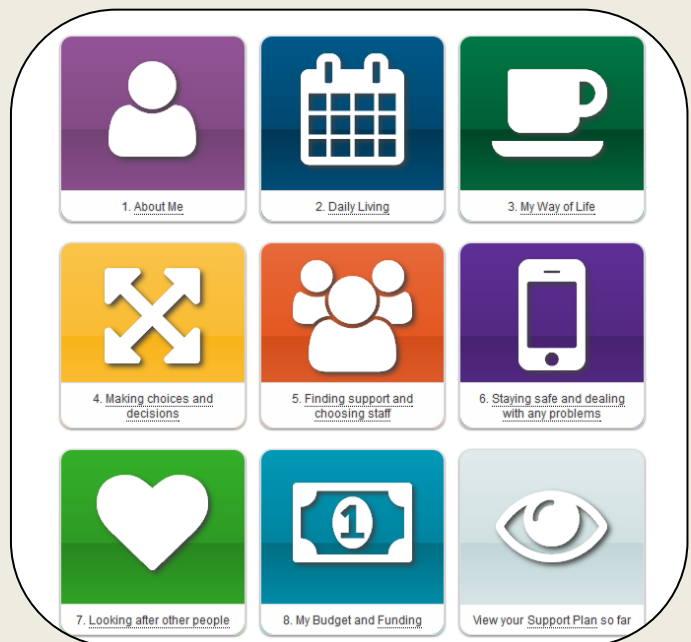 1. About Me
2. Daily Living
3. My Way of Life
4. Making choices and
decisions
5. Finding support and
choosing staff
6. Staying safe and dealing
with any problems
7. Looking after other people
1
8. My Budget and Funding
View your Support Plan so far